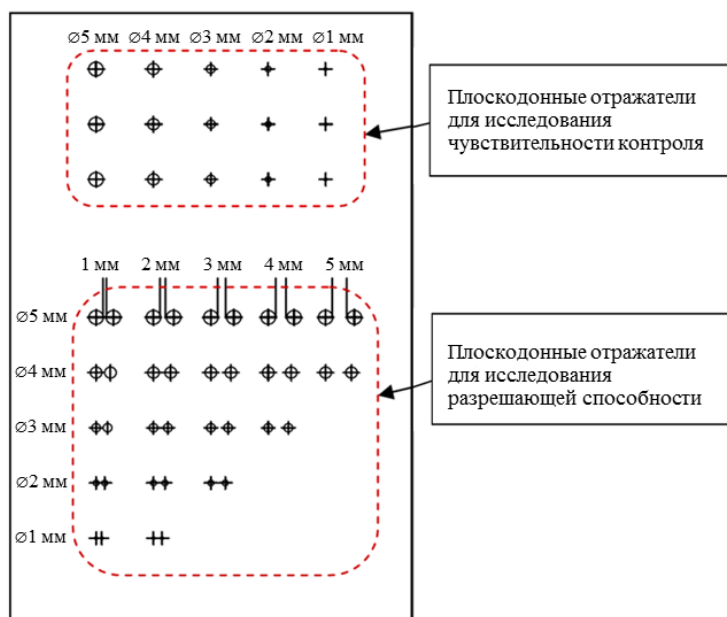 ⌀5 мм ⌀4 мм ⌀3 мм ⌀2 мм ⌀1 мм
Плоскодонные отражатели
для исследования
чувствительности контроля
1 мм 2 мм 3 мм 4 мм 5 мм
⌀5 мм
⌀4 мм
⌀3 мм
⌀2 мм
⌀1 мм
Плоскодонные отражатели
для исследования
разрешающей способности